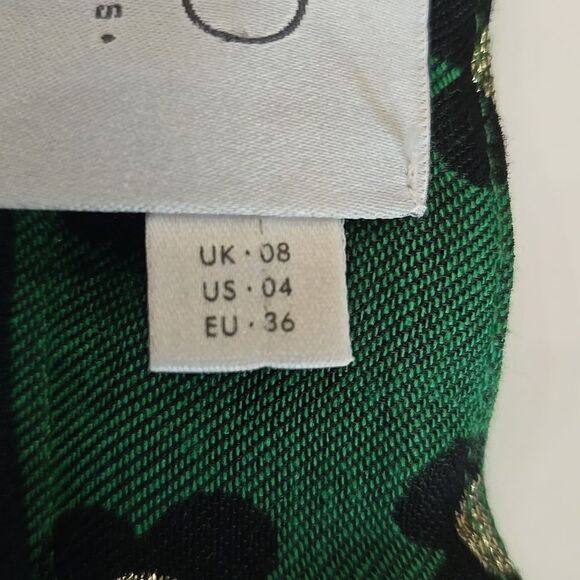 S.
UK · 08
US · 04
EU · 36